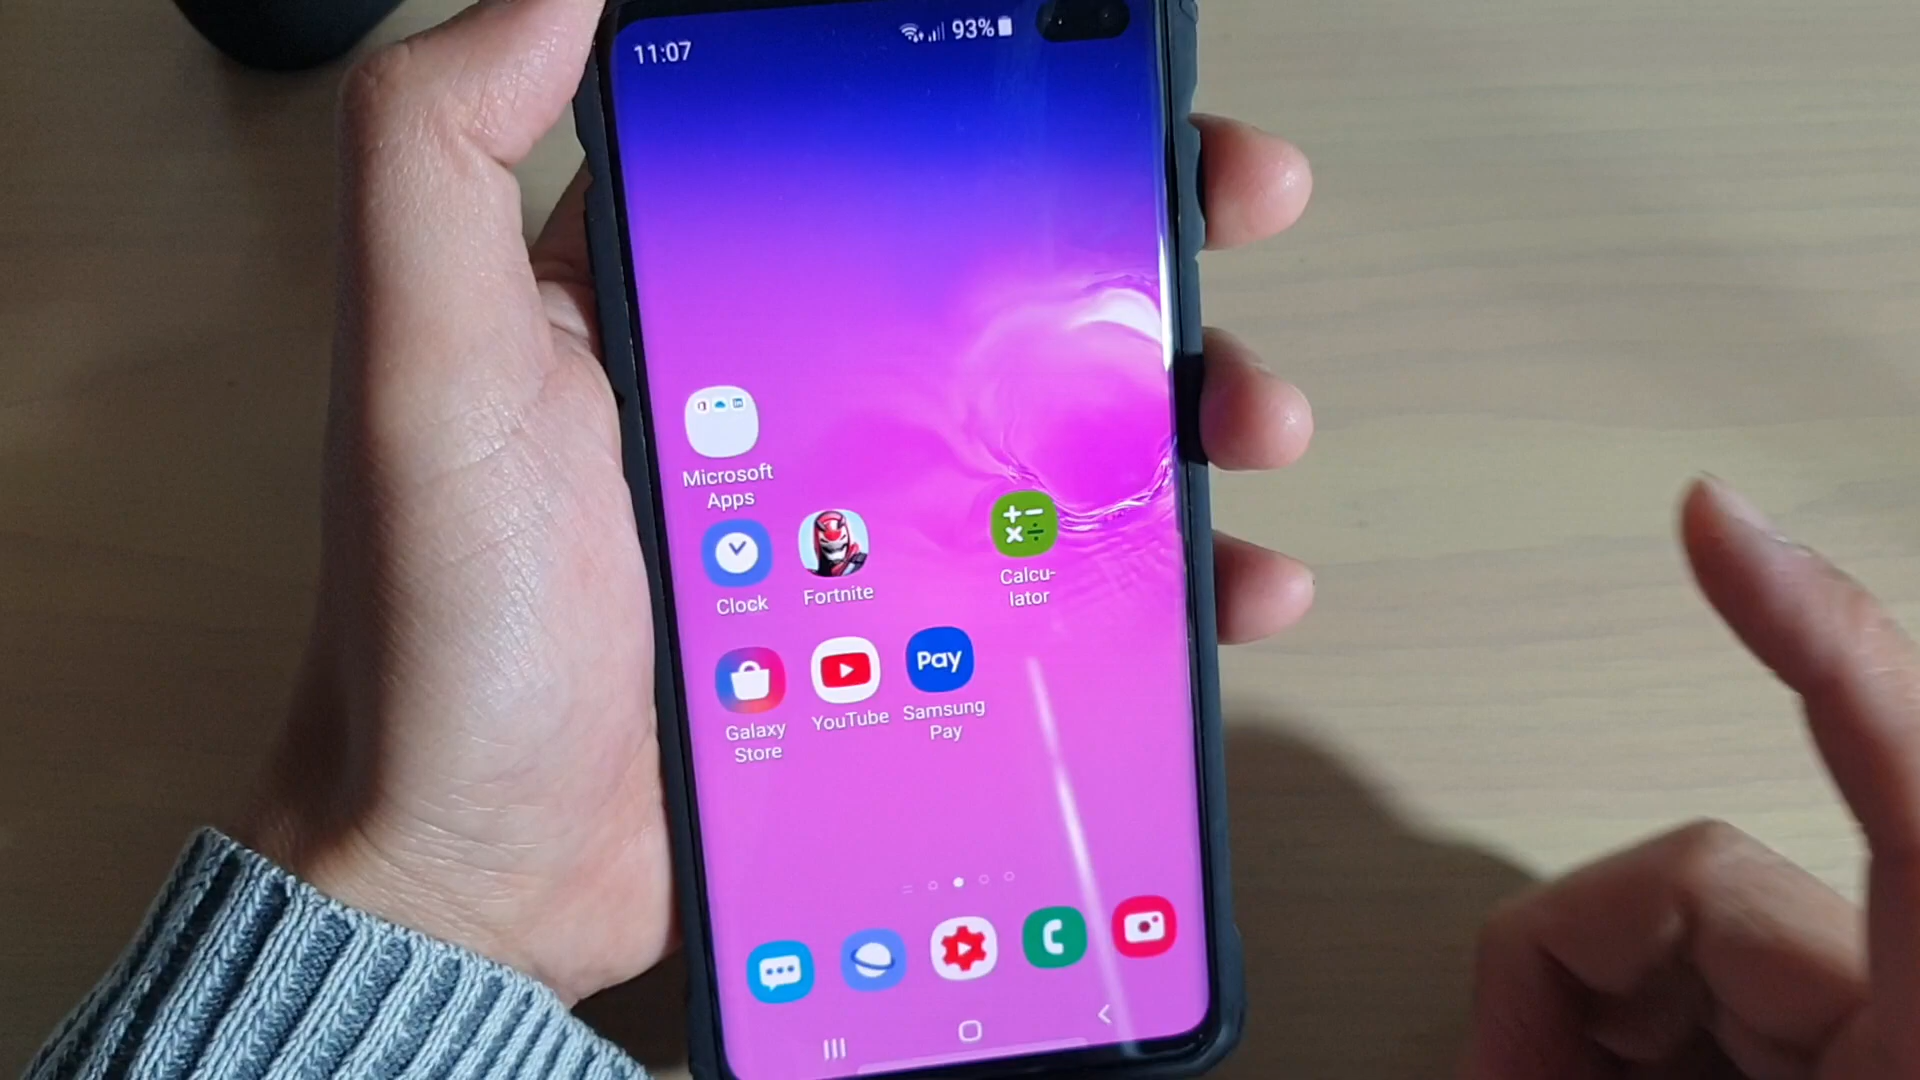 11:07
93%
Microsoft
Apps
Clock
Fortnite
Calcu-
lator
Galaxy
Store
YouTube
Pay
Samsung
Pay